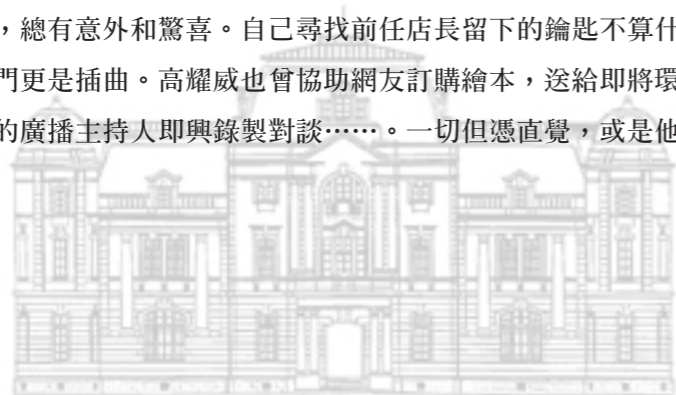 ，總有意外和驚喜。自己尋找前任店長留下的鑰匙不算什
門更是插曲。高耀威也曾協助網友訂購繪本，送給即將環
的廣播主持人即興錄製對談……。一切但憑直覺，或是他